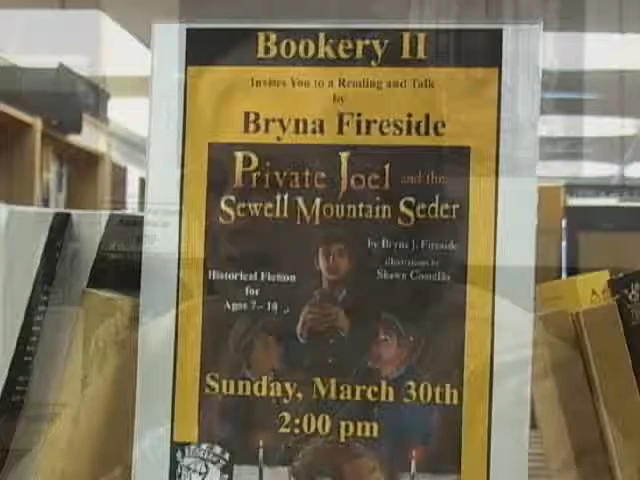 Bookery II
Invites You to a Reading and Talk
by
Bryna Fireside
Private Joel and the
Sewell Mountain Seder
by Bryna J. Fireside
illustrations by
Shawn Costello
Historical Fiction
for
Ages 7-10
Sunday, March 30th
2:00 pm